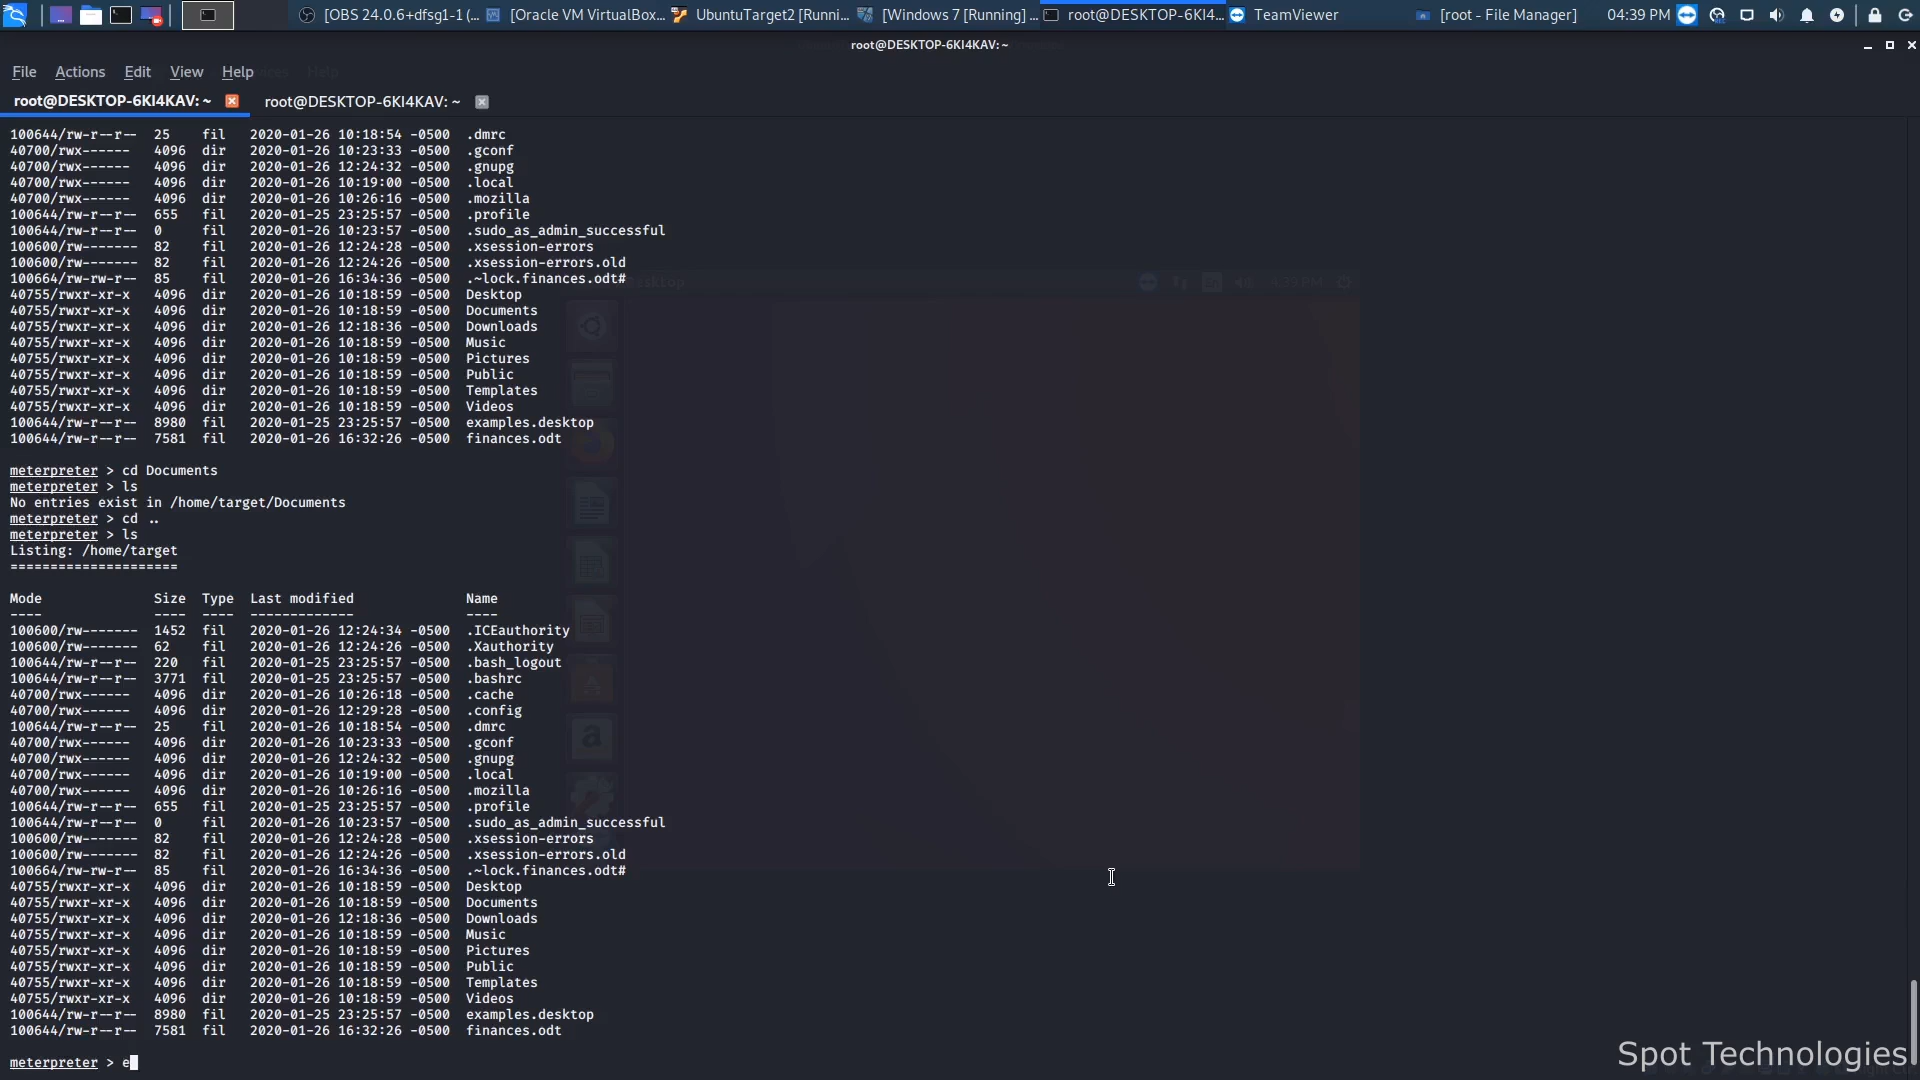 [OBS 24.0.6+dfsg1-1 (... [Oracle VM VirtualBox... UbuntuTarget2 [Runni... [Windows 7 [Running] ... root@DESKTOP-6KI4... TeamViewer [root - File Manager] 04:39 PM
root@DESKTOP-6KI4KAV: ~
File Actions Edit View Help
root@DESKTOP-6KI4KAV: ~ root@DESKTOP-6KI4KAV: ~
100644/rw-r--r-- 25 fil 2020-01-26 10:18:54 -0500 .dmrc
40700/rwx------ 4096 dir 2020-01-26 10:23:33 -0500 .gconf
40700/rwx------ 4096 dir 2020-01-26 12:24:32 -0500 .gnupg
40700/rwx------ 4096 dir 2020-01-26 10:19:00 -0500 .local
40700/rwx------ 4096 dir 2020-01-26 10:26:16 -0500 .mozilla
100644/rw-r--r-- 655 fil 2020-01-25 23:25:57 -0500 .profile
100644/rw-r--r-- 0 fil 2020-01-26 10:23:57 -0500 .sudo_as_admin_successful
100600/rw------- 82 fil 2020-01-26 12:24:28 -0500 .xsession-errors
100600/rw------- 82 fil 2020-01-26 12:24:26 -0500 .xsession-errors.old
100664/rw-rw-r-- 85 fil 2020-01-26 16:34:36 -0500 .~lock.finances.odt#
40755/rwxr-xr-x 4096 dir 2020-01-26 10:18:59 -0500 Desktop
40755/rwxr-xr-x 4096 dir 2020-01-26 10:18:59 -0500 Documents
40755/rwxr-xr-x 4096 dir 2020-01-26 12:18:36 -0500 Downloads
40755/rwxr-xr-x 4096 dir 2020-01-26 10:18:59 -0500 Music
40755/rwxr-xr-x 4096 dir 2020-01-26 10:18:59 -0500 Pictures
40755/rwxr-xr-x 4096 dir 2020-01-26 10:18:59 -0500 Public
40755/rwxr-xr-x 4096 dir 2020-01-26 10:18:59 -0500 Templates
40755/rwxr-xr-x 4096 dir 2020-01-26 10:18:59 -0500 Videos
100644/rw-r--r-- 8980 fil 2020-01-25 23:25:57 -0500 examples.desktop
100644/rw-r--r-- 7581 fil 2020-01-26 16:32:26 -0500 finances.odt
meterpreter > cd Documents
meterpreter > ls
No entries exist in /home/target/Documents
meterpreter > cd ..
meterpreter > ls
Listing: /home/target
=====================
Mode Size Type Last modified Name
---- ---- ---- ------------- ----
100600/rw------- 1452 fil 2020-01-26 12:24:34 -0500 .ICEauthority
100600/rw------- 62 fil 2020-01-26 12:24:26 -0500 .Xauthority
100644/rw-r--r-- 220 fil 2020-01-25 23:25:57 -0500 .bash_logout
100644/rw-r--r-- 3771 fil 2020-01-25 23:25:57 -0500 .bashrc
40700/rwx------ 4096 dir 2020-01-26 10:26:18 -0500 .cache
40700/rwx------ 4096 dir 2020-01-26 12:29:28 -0500 .config
100644/rw-r--r-- 25 fil 2020-01-26 10:18:54 -0500 .dmrc
40700/rwx------ 4096 dir 2020-01-26 10:23:33 -0500 .gconf
40700/rwx------ 4096 dir 2020-01-26 12:24:32 -0500 .gnupg
40700/rwx------ 4096 dir 2020-01-26 10:19:00 -0500 .local
40700/rwx------ 4096 dir 2020-01-26 10:26:16 -0500 .mozilla
100644/rw-r--r-- 655 fil 2020-01-25 23:25:57 -0500 .profile
100644/rw-r--r-- 0 fil 2020-01-26 10:23:57 -0500 .sudo_as_admin_successful
100600/rw------- 82 fil 2020-01-26 12:24:28 -0500 .xsession-errors
100600/rw------- 82 fil 2020-01-26 12:24:26 -0500 .xsession-errors.old
100664/rw-rw-r-- 85 fil 2020-01-26 16:34:36 -0500 .~lock.finances.odt#
40755/rwxr-xr-x 4096 dir 2020-01-26 10:18:59 -0500 Desktop
40755/rwxr-xr-x 4096 dir 2020-01-26 10:18:59 -0500 Documents
40755/rwxr-xr-x 4096 dir 2020-01-26 12:18:36 -0500 Downloads
40755/rwxr-xr-x 4096 dir 2020-01-26 10:18:59 -0500 Music
40755/rwxr-xr-x 4096 dir 2020-01-26 10:18:59 -0500 Pictures
40755/rwxr-xr-x 4096 dir 2020-01-26 10:18:59 -0500 Public
40755/rwxr-xr-x 4096 dir 2020-01-26 10:18:59 -0500 Templates
40755/rwxr-xr-x 4096 dir 2020-01-26 10:18:59 -0500 Videos
100644/rw-r--r-- 8980 fil 2020-01-25 23:25:57 -0500 examples.desktop
100644/rw-r--r-- 7581 fil 2020-01-26 16:32:26 -0500 finances.odt
meterpreter > e
Spot Technologies